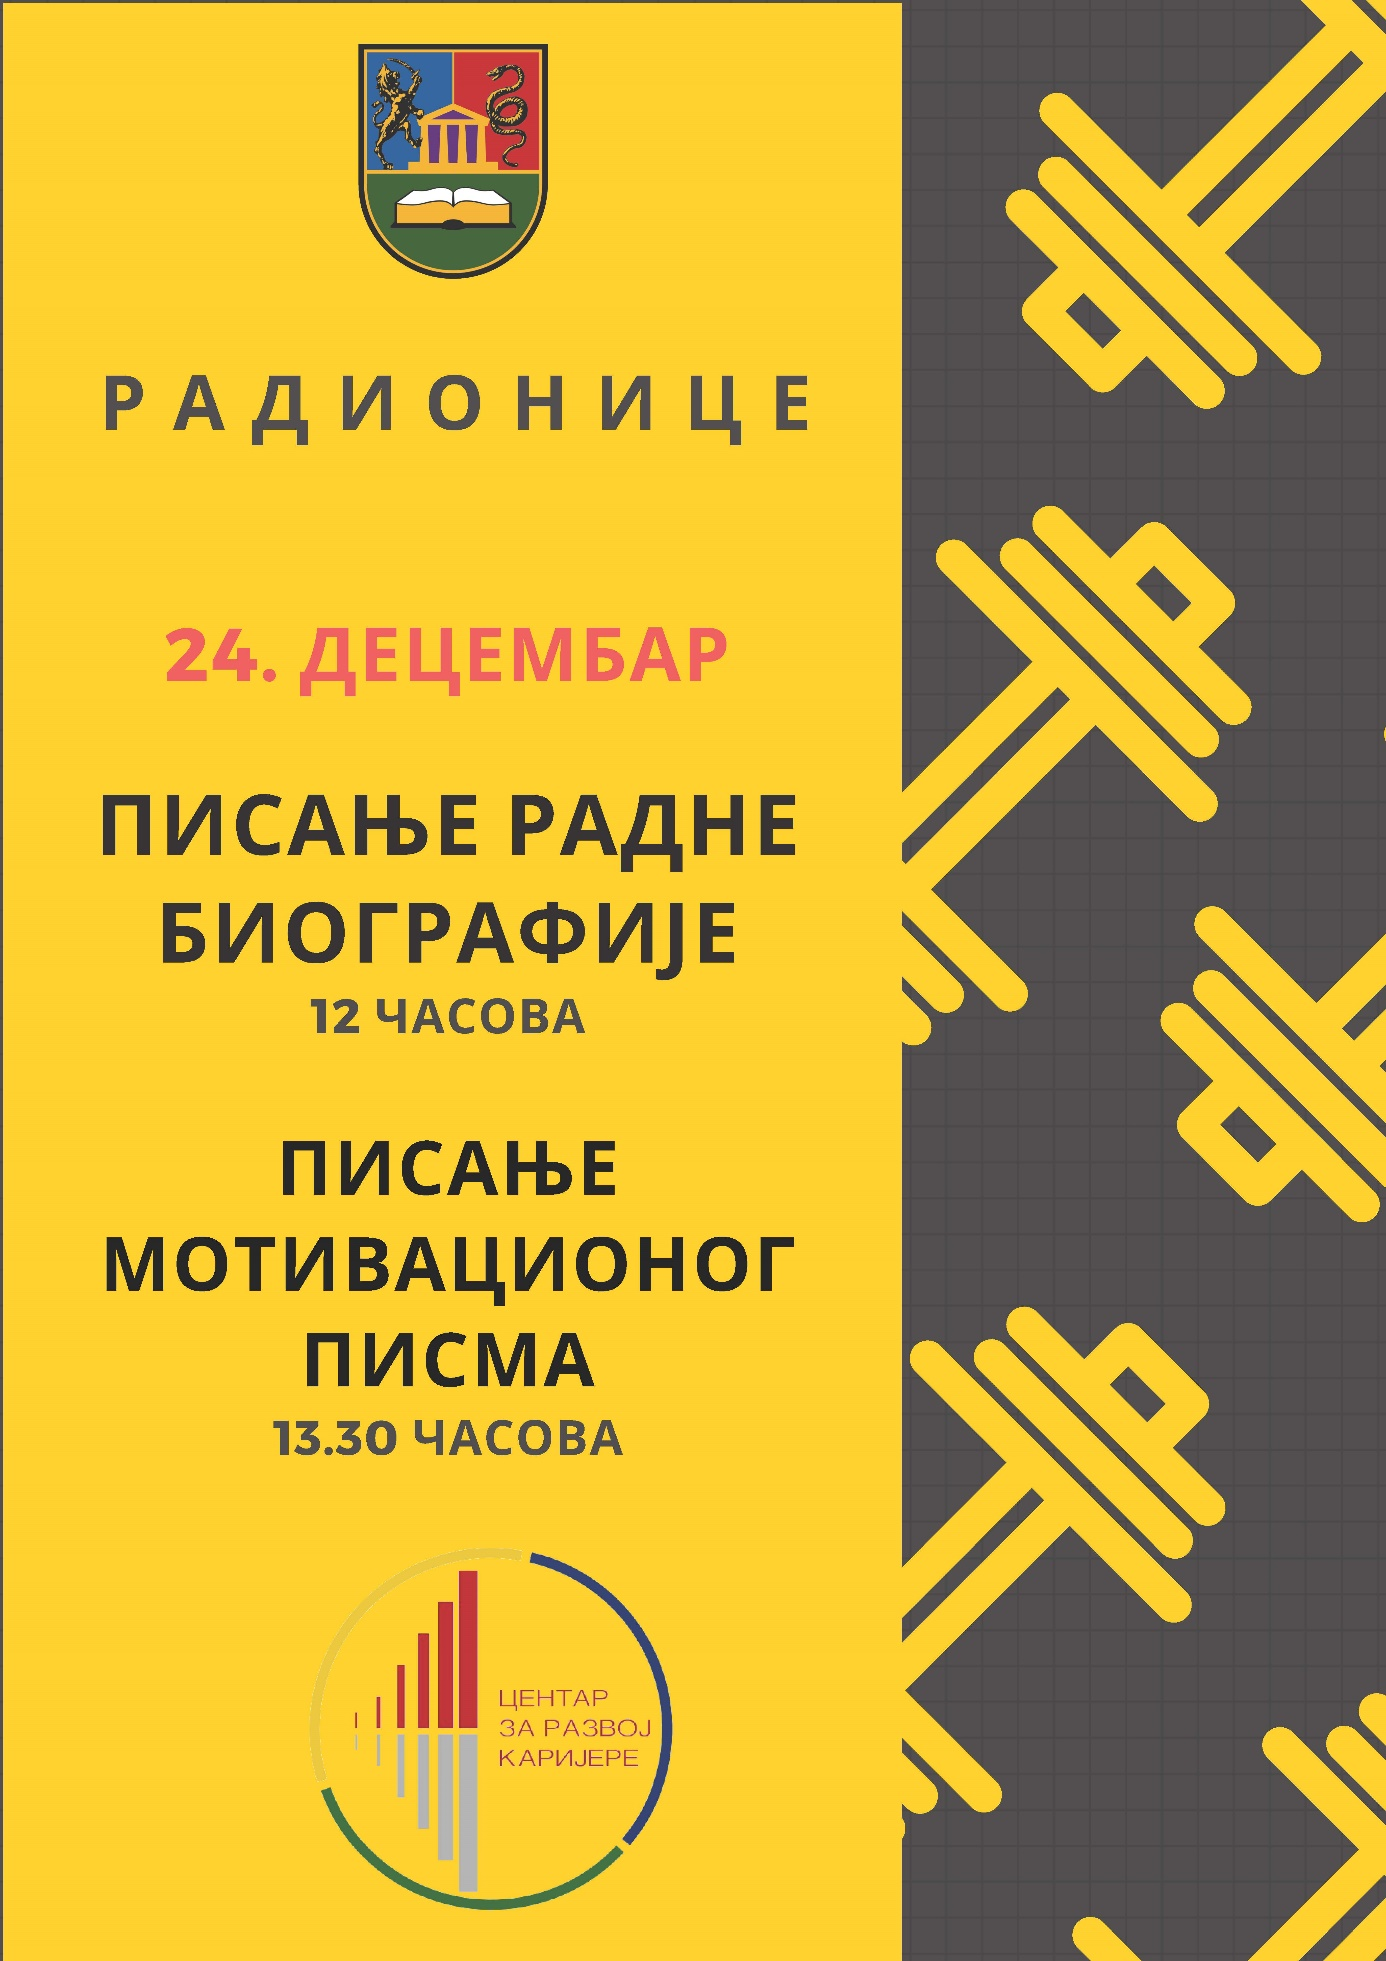 РАДИОНИЦЕ
24. ДЕЦЕМБАР
ПИСАЊЕ РАДНЕ
БИОГРАФИЈЕ
12 ЧАСОВА
ПИСАЊЕ
МОТИВАЦИОНОГ
ПИСМА
13.30 ЧАСОВА
ЦЕНТАР
ЗА РАЗВОЈ
КАРИЈЕРЕ